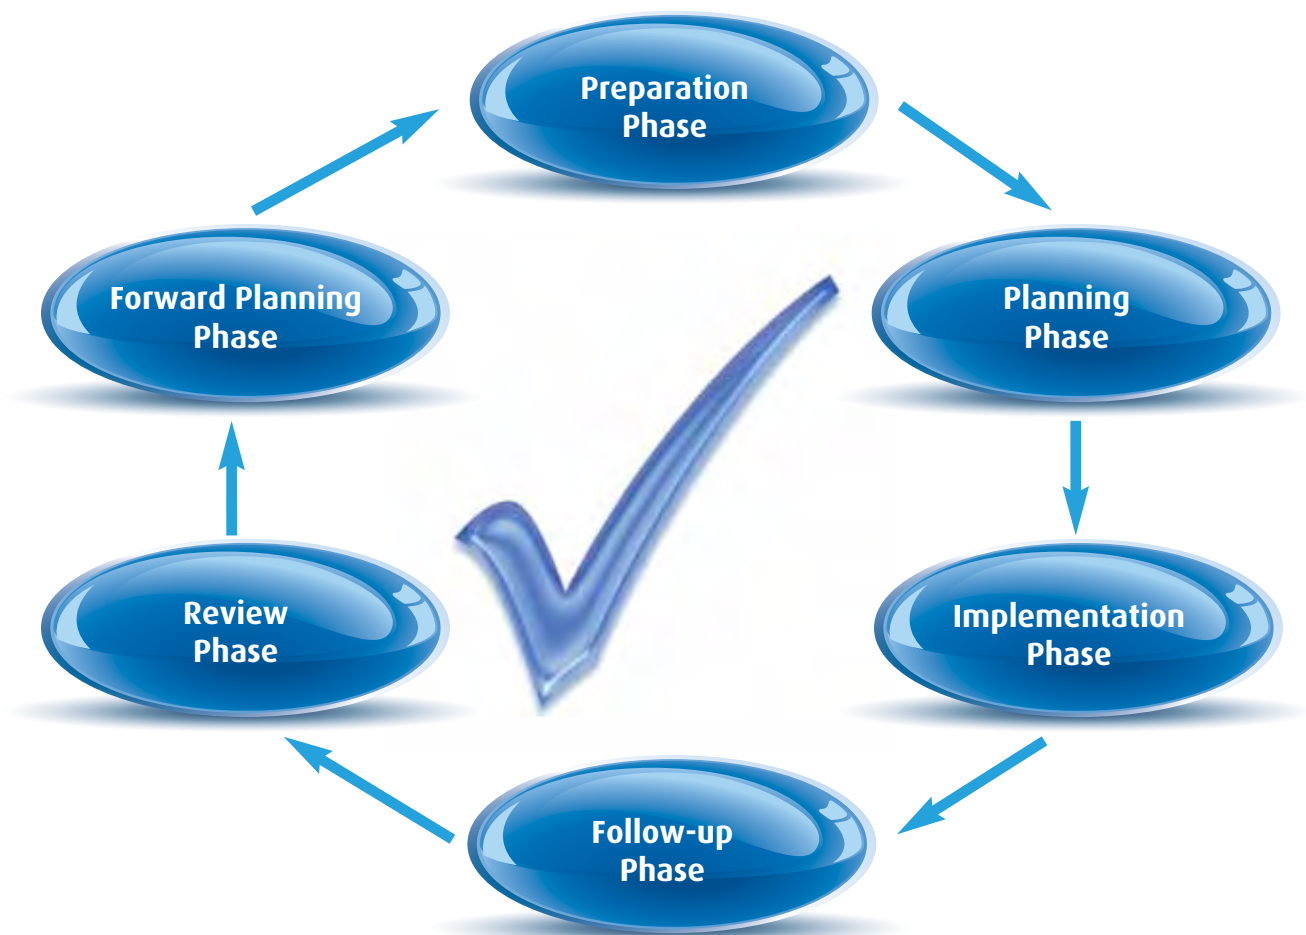 Preparation
Phase
Planning
Phase
Implementation
Phase
Follow-up
Phase
Review
Phase
Forward Planning
Phase